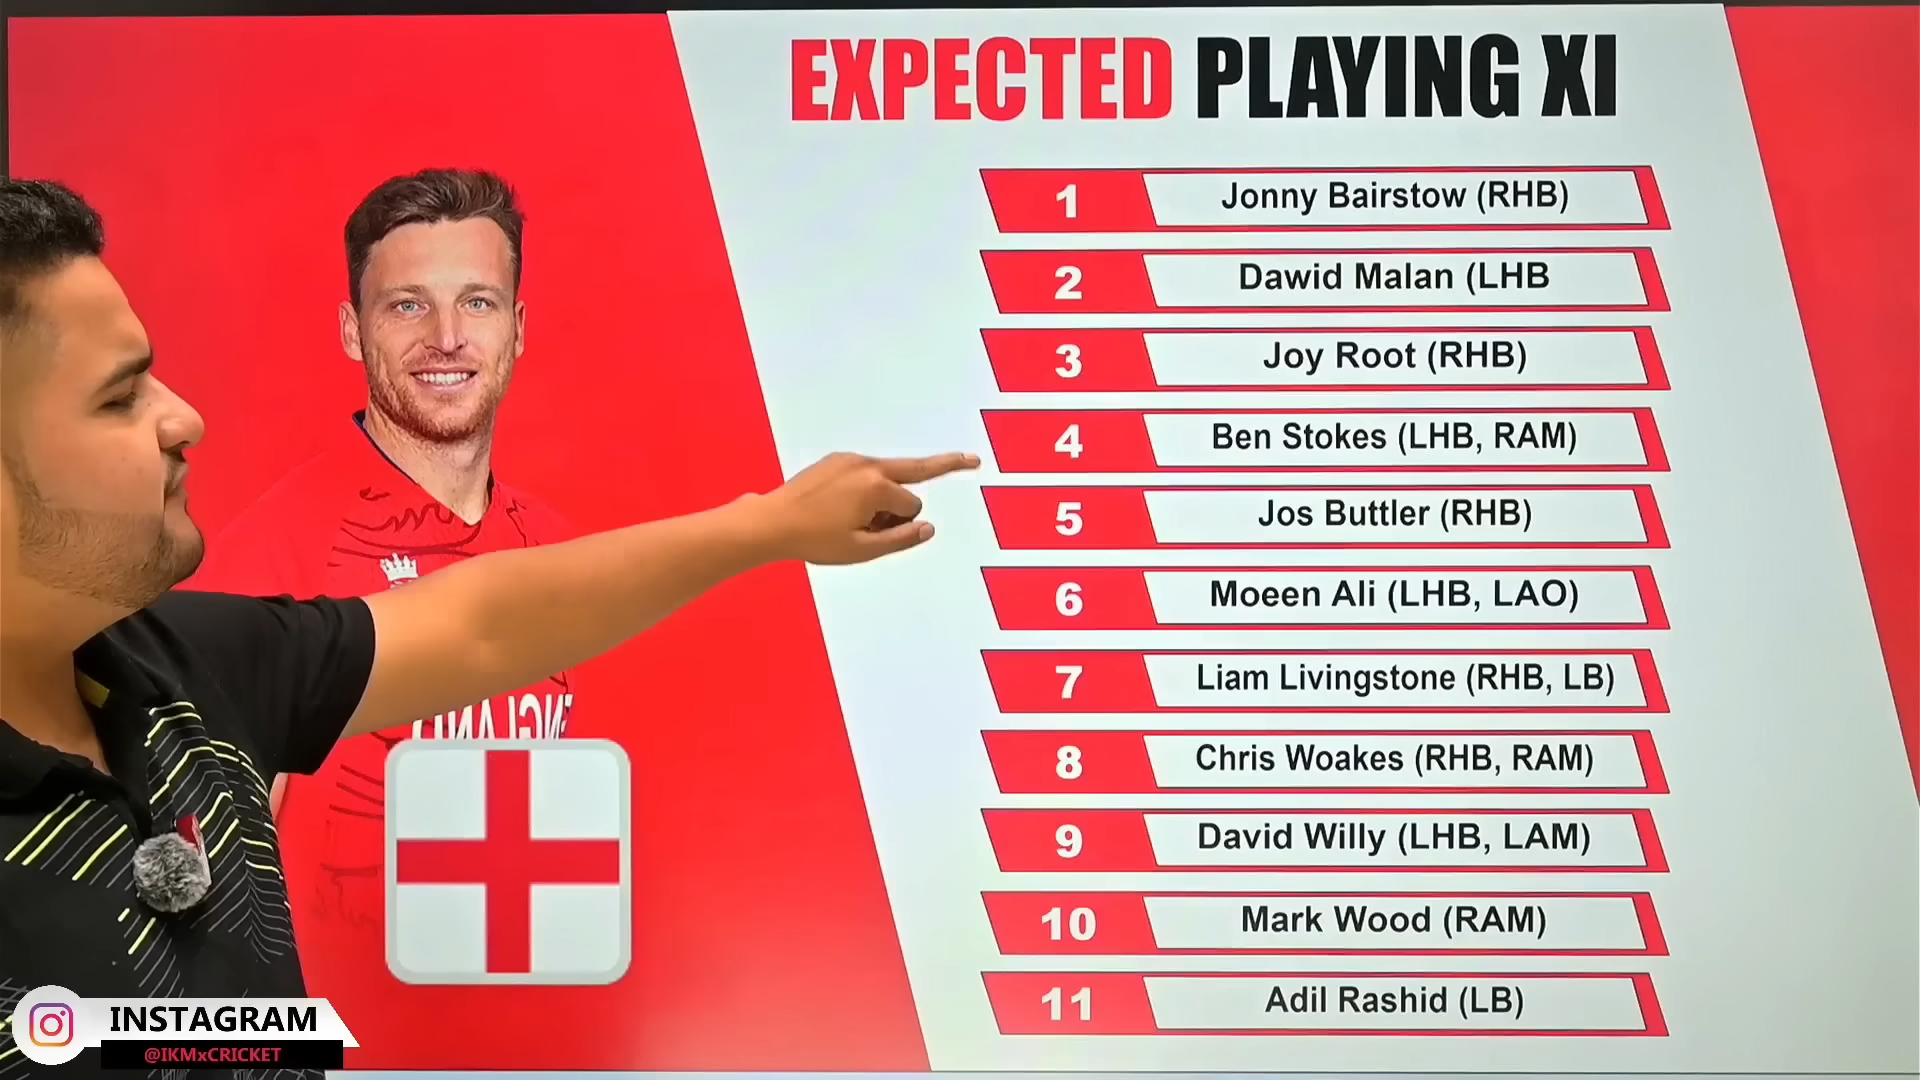 EXPECTED PLAYING XI
1 Jonny Bairstow (RHB)
2 Dawid Malan (LHB
3 Joy Root (RHB)
4 Ben Stokes (LHB, RAM)
5 Jos Buttler (RHB)
6 Moeen Ali (LHB, LAO)
7 Liam Livingstone (RHB, LB)
8 Chris Woakes (RHB, RAM)
9 David Willy (LHB, LAM)
10 Mark Wood (RAM)
11 Adil Rashid (LB)
INSTAGRAM
@IKMxCRICKET